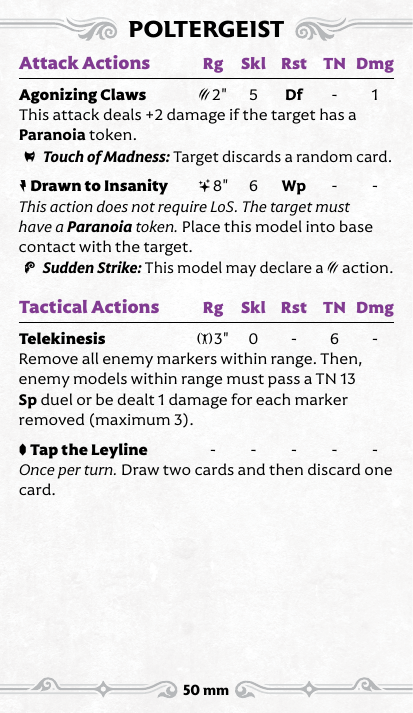 POLTERGEIST
Attack Actions Rg Skl Rst TN Dmg
Agonizing Claws 2" 5 Df - 1
This attack deals +2 damage if the target has a
Paranoia token.
Touch of Madness: Target discards a random card.
Drawn to Insanity 8" 6 Wp - -
This action does not require LoS. The target must
have a Paranoia token. Place this model into base
contact with the target.
Sudden Strike: This model may declare a action.
Tactical Actions Rg Skl Rst TN Dmg
Telekinesis 3" 0 - 6 -
Remove all enemy markers within range. Then,
enemy models within range must pass a TN 13
Sp duel or be dealt 1 damage for each marker
removed (maximum 3).
Tap the Leyline - - - - -
Once per turn. Draw two cards and then discard one
card.
50 mm